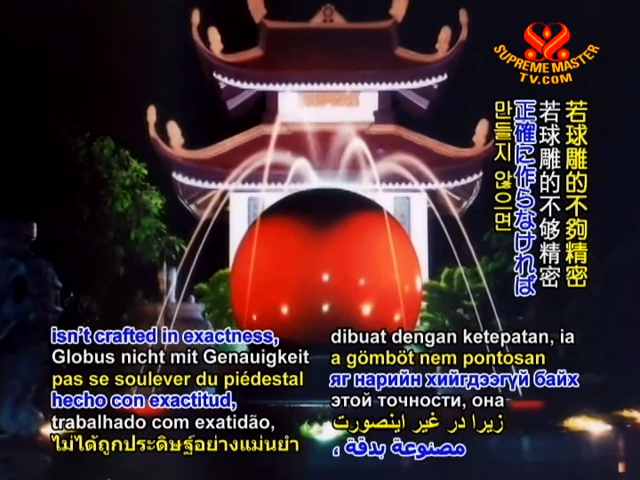 SUPREME MASTER
TV.COM
若球雕的不夠精密
若球雕的不够精密
正確に作らなければ
만들지 않으면
isn't crafted in exactness,
Globus nicht mit Genauigkeit
pas se soulever du piédestal
hecho con exactitud,
trabalhado com exatidão,
ไม่ได้ถูกประดิษฐ์อย่างแม่นยำ
dibuat dengan ketepatan, ia
a gömböt nem pontosan
яг нарийн хийгдээгүй байх
этой точности, она
زیرا در غیر اینصورت
مصنوعة بدقة ،